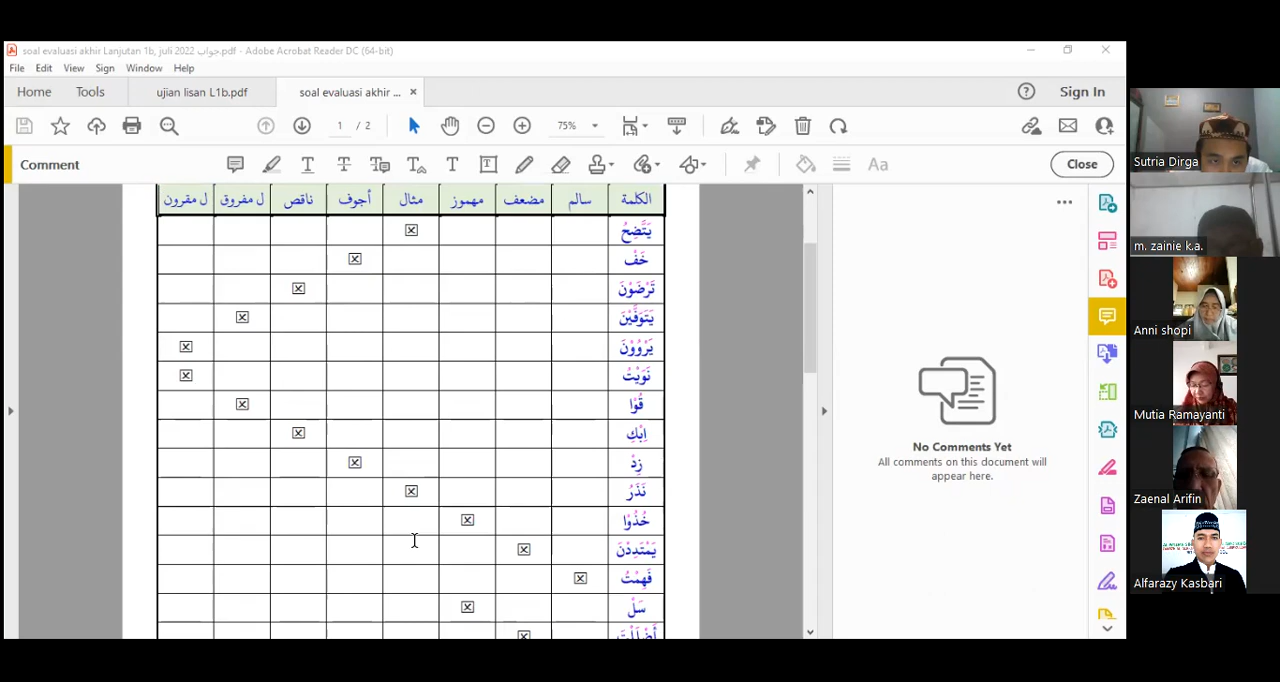 soal evaluasi akhir Lanjutan 1b, juli 2022 جواب.pdf - Adobe Acrobat Reader DC (64-bit)
File Edit View Sign Window Help
Home Tools ujian lisan L1b.pdf soal evaluasi akhir ... × Sign In
1 / 2 75%
Comment Close
الكلمة سالم مضعف مهموز مثال أجوف ناقص ل مفروق ل مقرون
يَتَّضِحُ
خَفْ
تَرْضَوْنَ
يَتَوَفَّيْنَ
يَرْوُوْنَ
نَوَيْتُ
قُوْا
اِبْكِ
زِدْ
نَذَرُ
خُذُوْا
يَمْتَدِدْنَ
فَهِمْتُ
سَلْ
أَضْلَلْتَ
No Comments Yet
All comments on this document will
appear here.
Sutria Dirga
m. zainie k.a.
Anni shopi
Mutia Ramayanti
Zaenal Arifin
Alfarazy Kasbari